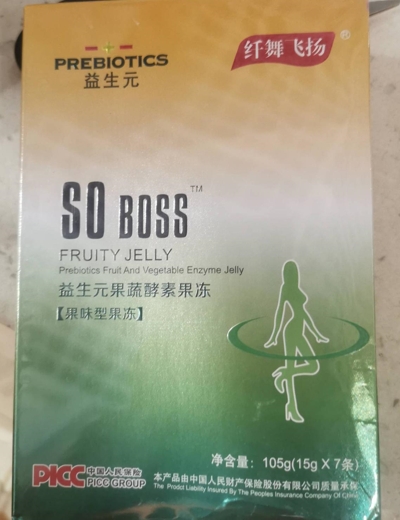 PREBIOTICS
益生元
纤舞飞扬®
SO BOSS™
FRUITY JELLY
Prebiotics Fruit And Vegetable Enzyme Jelly
益生元果蔬酵素果冻
【果味型果冻】
净含量: 105g(15g X 7条)
PICC 中国人民保险
PICC GROUP
本产品由中国人民财产保险股份有限公司质量承保
The Prodct Liability Insured By The Peoples Insurance Company Of China